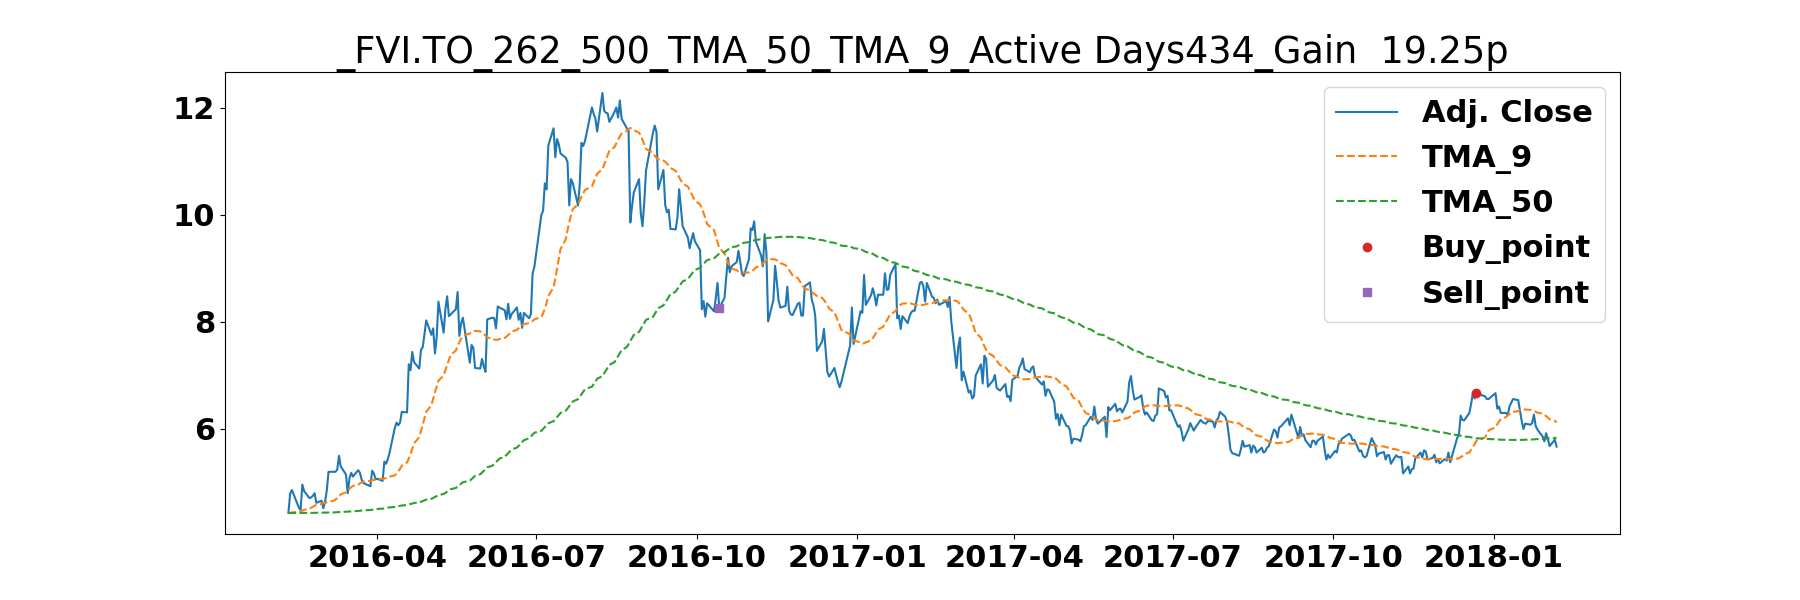 _FVI.TO_262_500_TMA_50_TMA_9_Active Days434_Gain  19.25p
12
10
8
6
Adj. Close
TMA_9
TMA_50
Buy_point
Sell_point
2016-04 2016-07 2016-10 2017-01 2017-04 2017-07 2017-10 2018-01